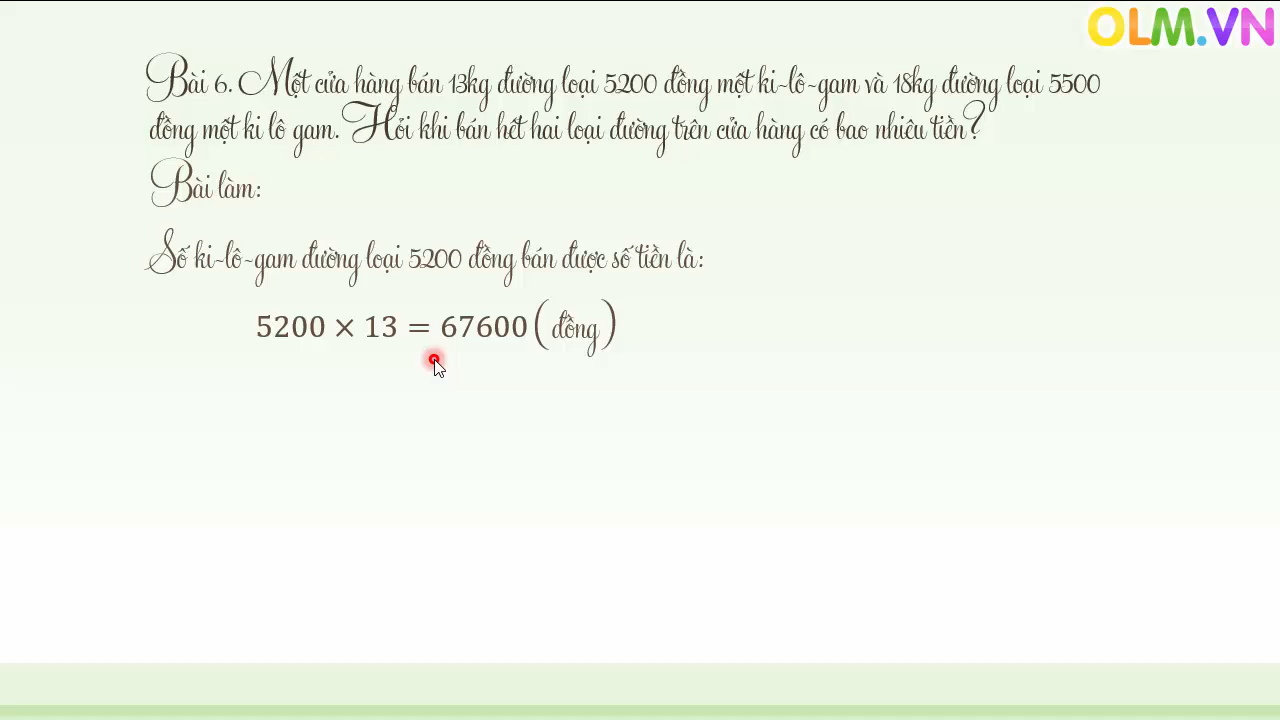 OLM.VN
Bài 6. Một cửa hàng bán 13kg đường loại 5200 đồng một ki-lô-gam và 18kg đường loại 5500
đồng một ki lô gam. Hỏi khi bán hết hai loại đường trên cửa hàng có bao nhiêu tiền?
Bài làm:
Số ki-lô-gam đường loại 5200 đồng bán được số tiền là:
5200 × 13 = 67600 (đồng)